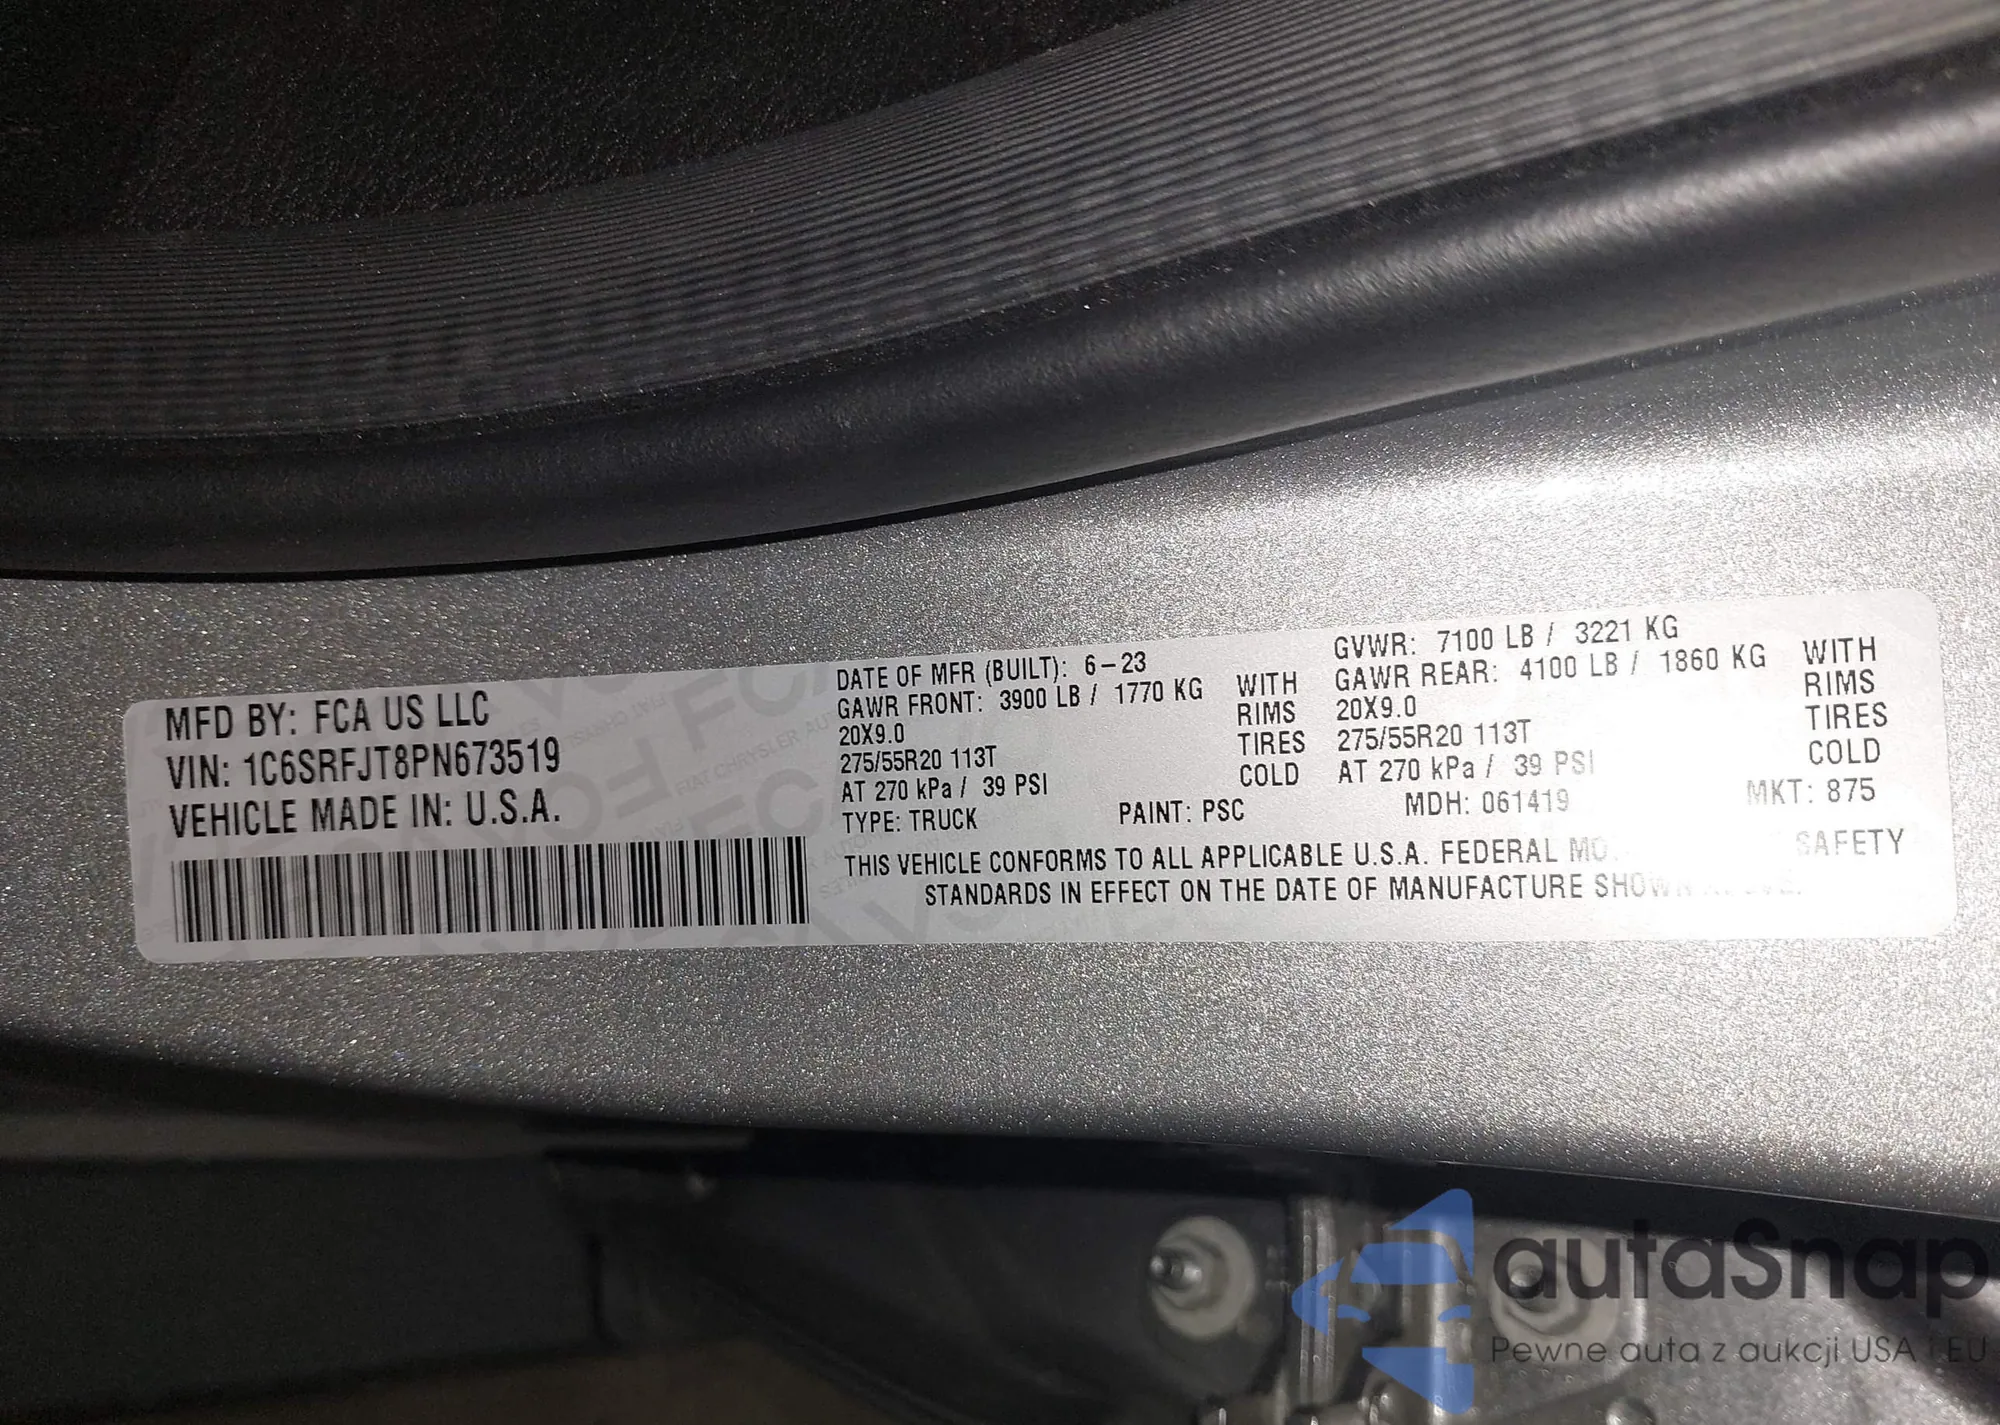 MFD BY: FCA US LLC
VIN: 1C6SRFJT8PN673519
VEHICLE MADE IN: U.S.A.
DATE OF MFR (BUILT): 6-23
GAWR FRONT: 3900 LB / 1770 KG WITH
20X9.0 RIMS
275/55R20 113T TIRES
AT 270 kPa / 39 PSI COLD
GVWR: 7100 LB / 3221 KG
GAWR REAR: 4100 LB / 1860 KG WITH
20X9.0 RIMS
275/55R20 113T TIRES
AT 270 kPa / 39 PSI COLD
TYPE: TRUCK PAINT: PSC MDH: 061419 MKT: 875
THIS VEHICLE CONFORMS TO ALL APPLICABLE U.S.A. FEDERAL SAFETY
STANDARDS IN EFFECT ON THE DATE OF MANUFACTURE SHOWN
autaSnap
Pewne auta z aukcji USA i EU